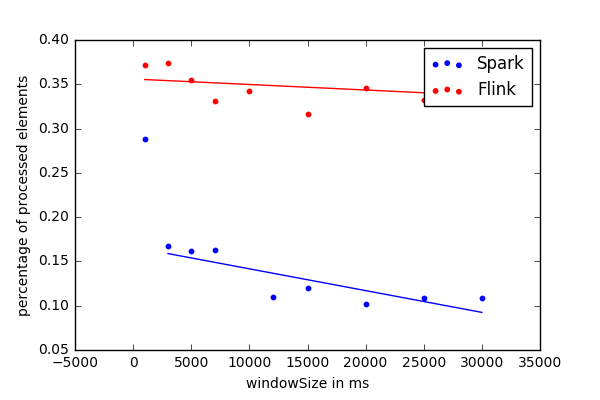 0.40
0.35
0.30
0.25
0.20
0.15
0.10
0.05
percentage of processed elements
Spark
Flink
−5000 0 5000 10000 15000 20000 25000 30000 35000
windowSize in ms